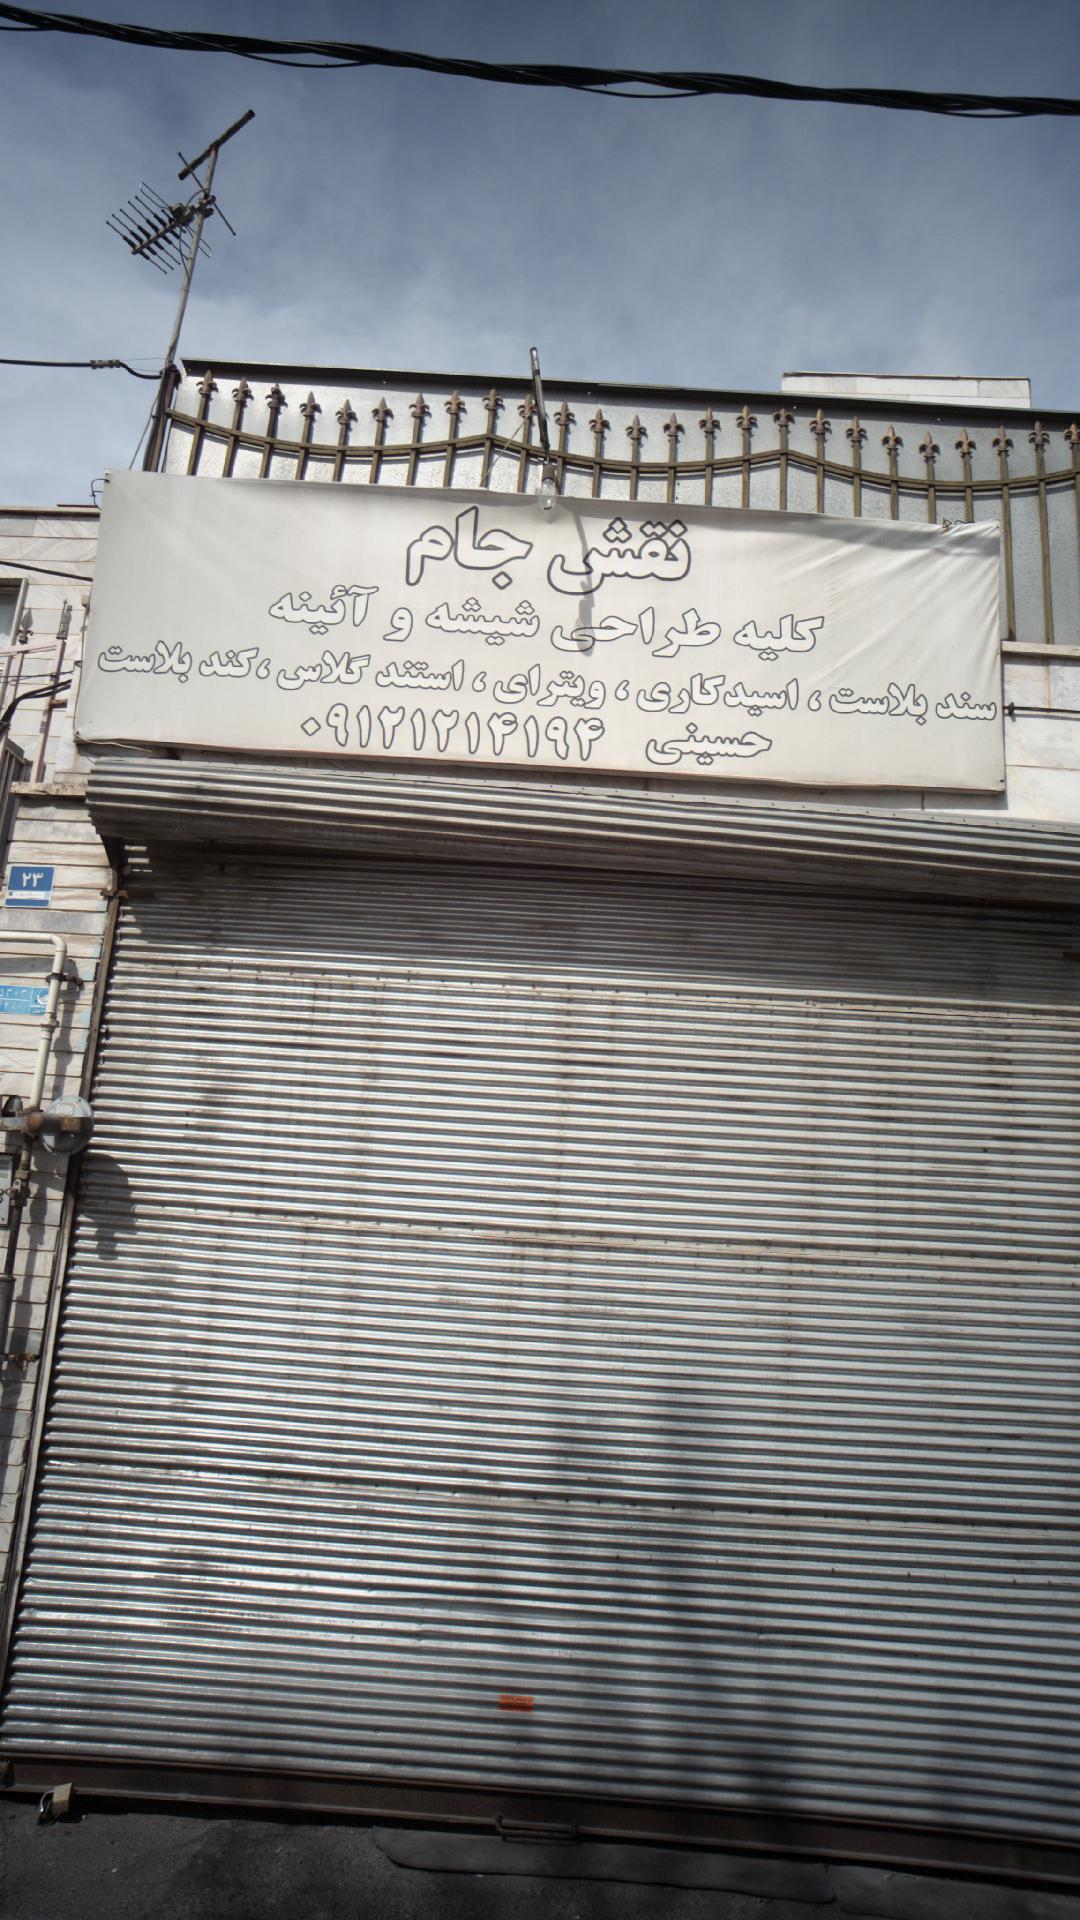 نقش جام
کلیه طراحی شیشه و آئینه
سند بلاست ، اسیدکاری ، ویترای ، استند گلاس ،کند بلاست
حسینی ۰۹۱۲۱۲۱۴۱۹۴
۲۳